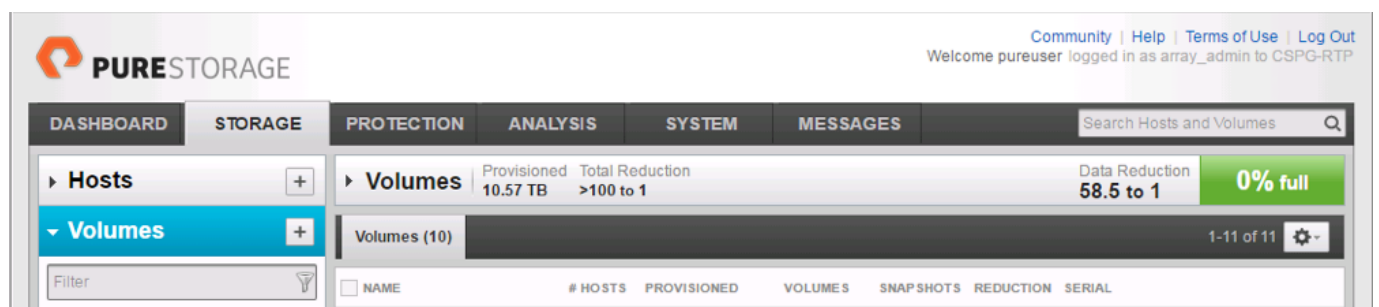 PURESTORAGE
Community | Help | Terms of Use | Log Out
Welcome pureuser logged in as array_admin to CSPG-RTP
DASHBOARD STORAGE PROTECTION ANALYSIS SYSTEM MESSAGES Search Hosts and Volumes
Hosts +
Volumes Provisioned Total Reduction Data Reduction 0% full
10.57 TB >100 to 1 58.5 to 1
Volumes +
Volumes (10) 1-11 of 11
Filter
NAME # HOSTS PROVISIONED VOLUMES SNAPSHOTS REDUCTION SERIAL